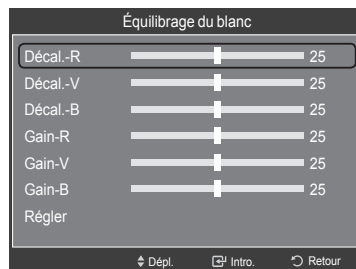 Équilibrage du blanc
Décal.-R 25
Décal.-V 25
Décal.-B 25
Gain-R 25
Gain-V 25
Gain-B 25
Régler
Dépl. Intro. Retour